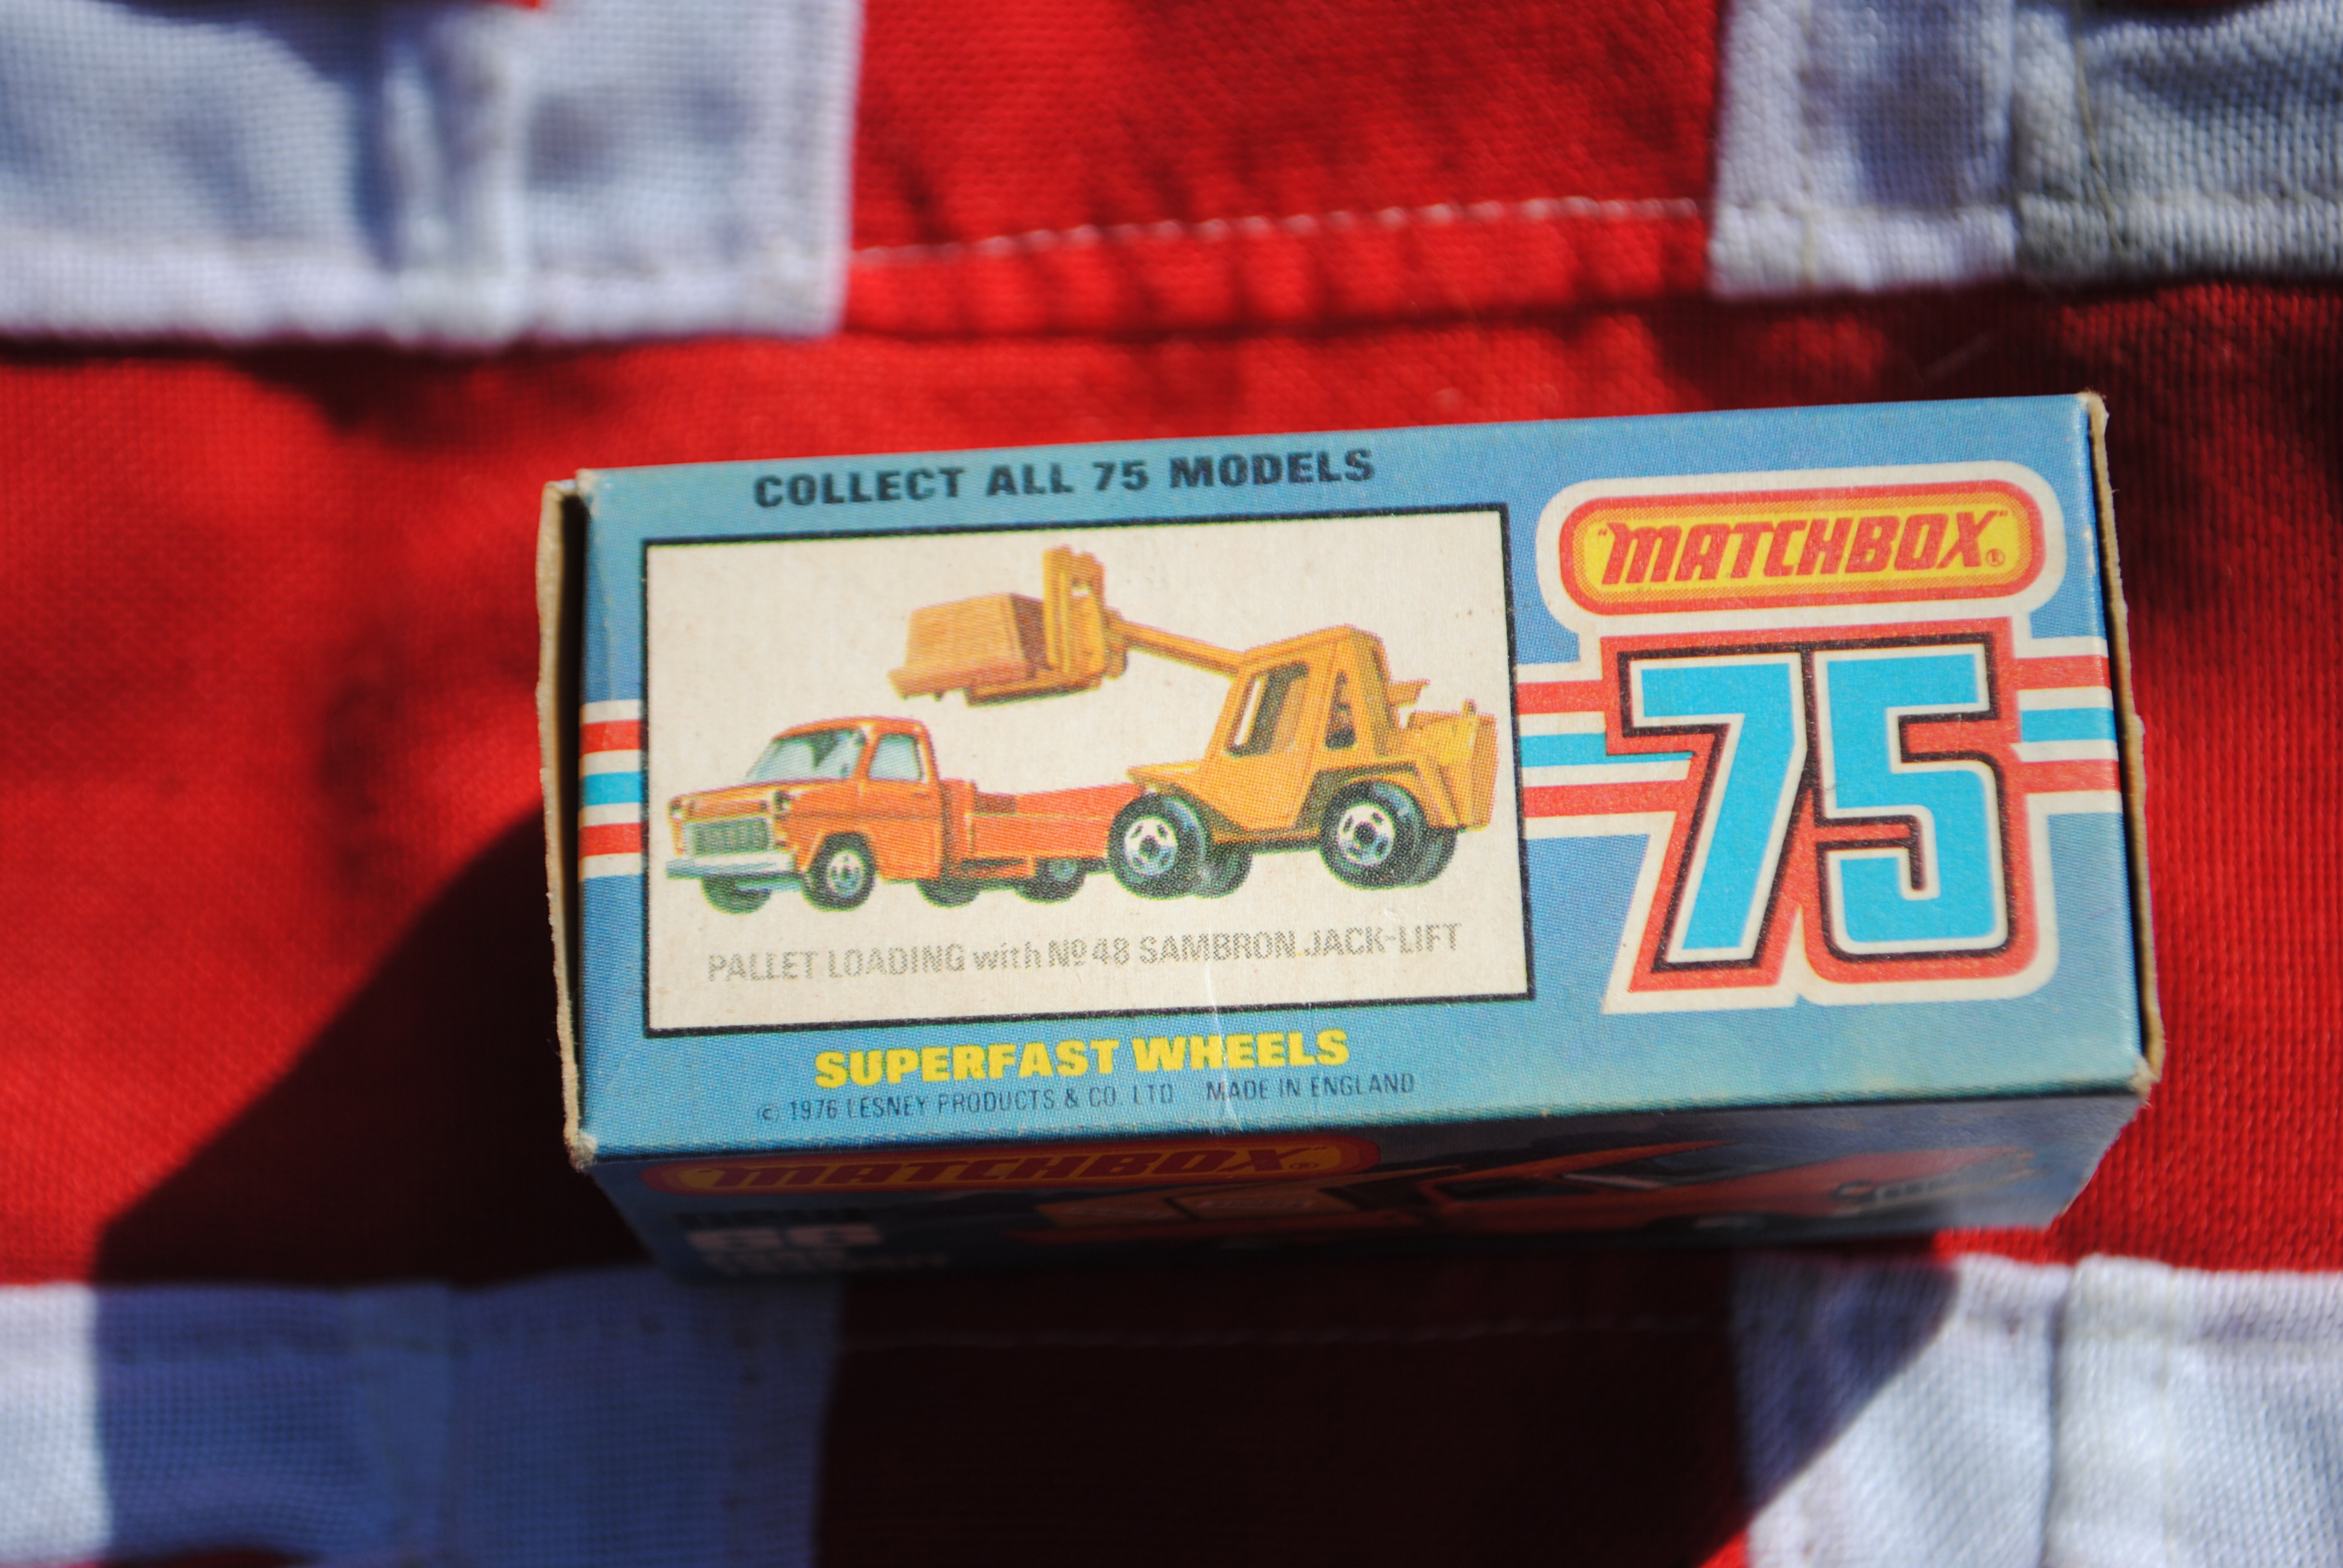 COLLECT ALL 75 MODELS
"MATCHBOX"®
75
PALLET LOADING with Nº 48 SAMBRON JACK-LIFT
SUPERFAST WHEELS
© 1976 LESNEY PRODUCTS & CO. LTD MADE IN ENGLAND
"MATCHBOX"®
66